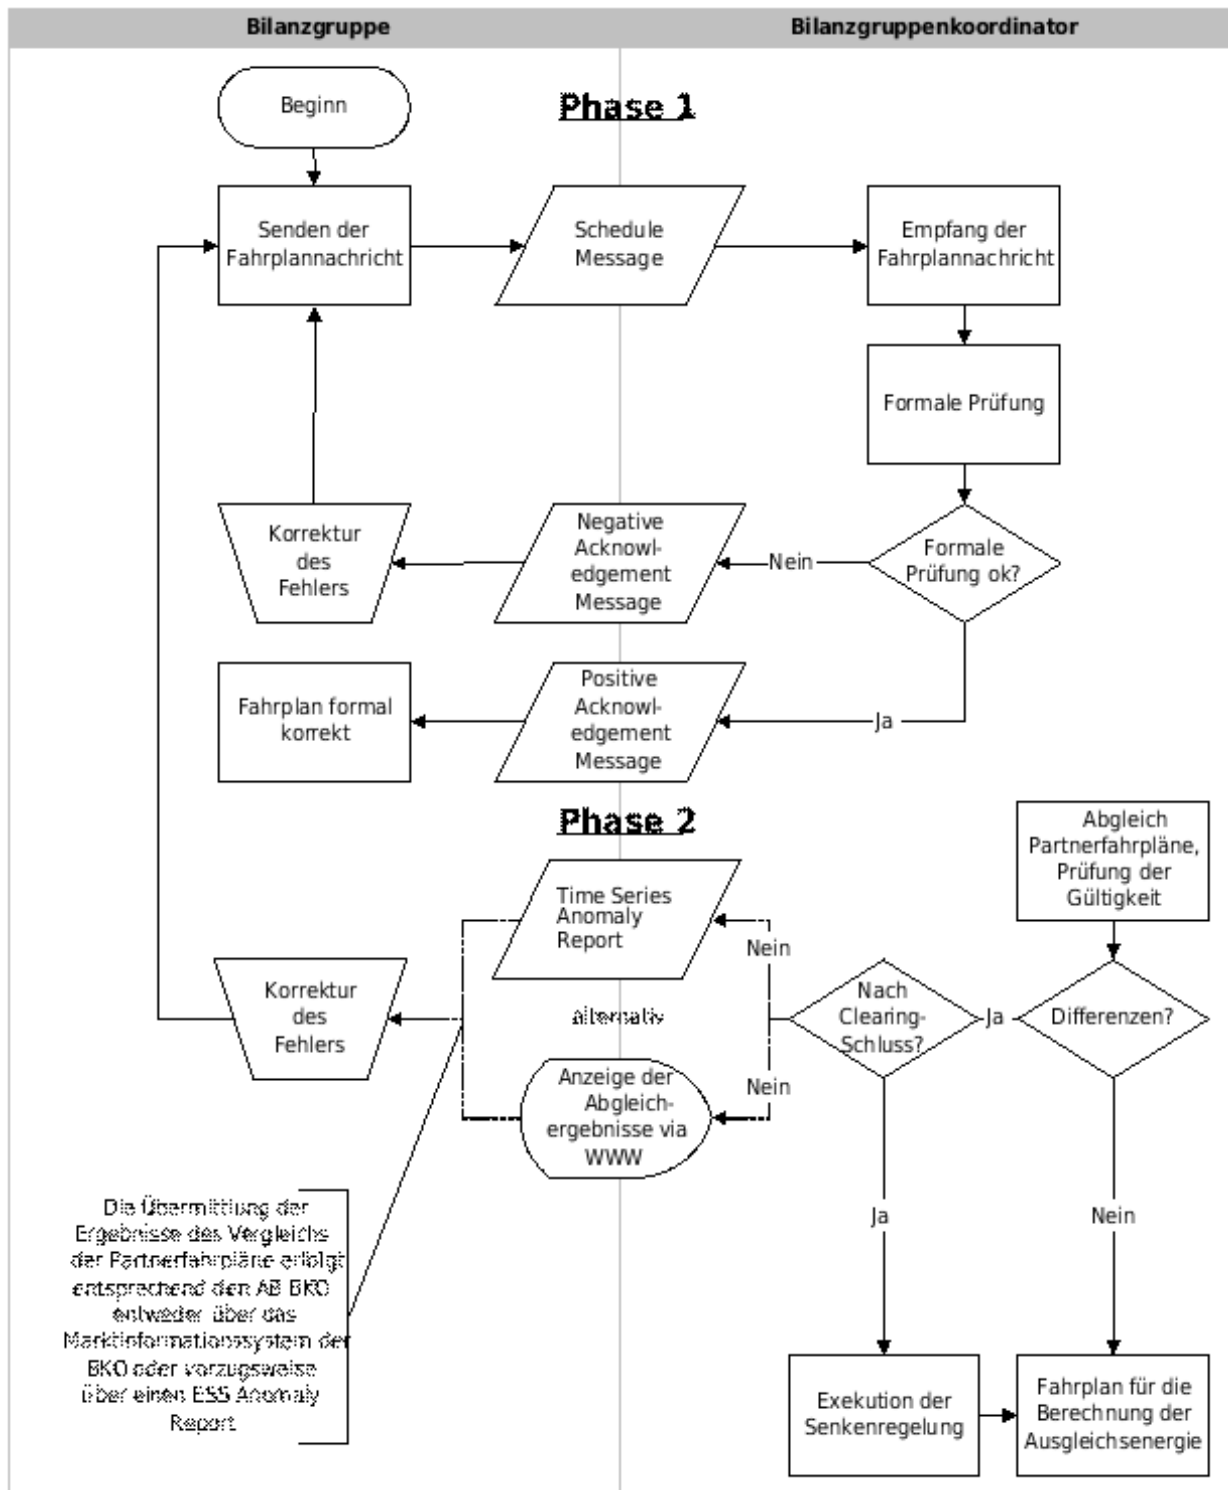 Bilanzgruppe
Bilanzgruppenkoordinator
Beginn
Phase 1
Senden der
Fahrplannachricht
Schedule
Message
Empfang der
Fahrplannachricht
Formale Prüfung
Korrektur
des
Fehlers
Negative
Acknowl-
edgement
Message
Nein
Formale
Prüfung ok?
Fahrplan formal
korrekt
Positive
Acknowl-
edgement
Message
Ja
Phase 2
Abgleich
Partnerfahrpläne,
Prüfung der
Gültigkeit
Time Series
Anomaly
Report
Nein
Korrektur
des
Fehlers
alternativ
Nach
Clearing-
Schluss?
Ja
Differenzen?
Anzeige der
Abgleich-
ergebnisse via
WWW
Nein
Die Übermittlung der
Ergebnisse des Vergleichs
der Partnerfahrpläne erfolgt
entsprechend den AB BKO
entweder über das
Marktinformationssystem der
BKO oder vorzugsweise
über einen ESS Anomaly
Report
Ja
Nein
Exekution der
Senkenregelung
Fahrplan für die
Berechnung der
Ausgleichsenergie